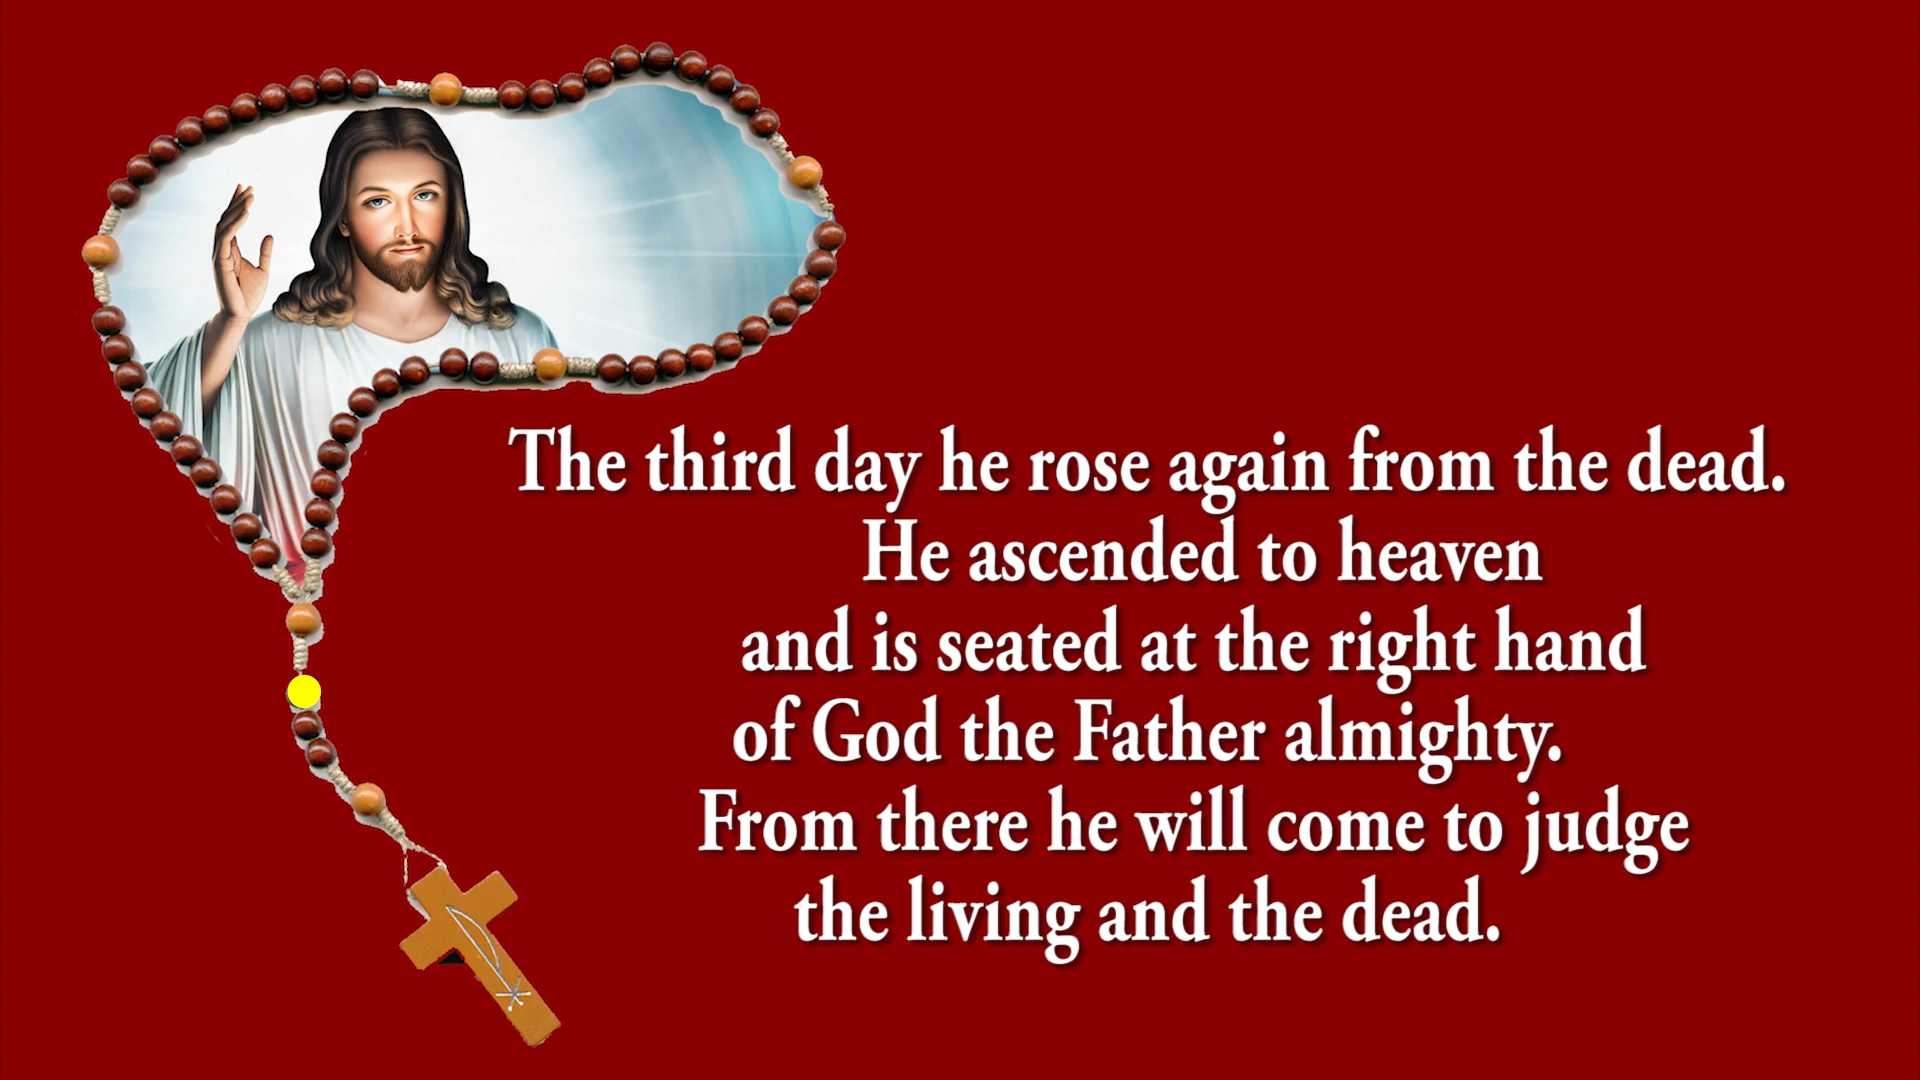 The third day he rose again from the dead.
He ascended to heaven
and is seated at the right hand
of God the Father almighty.
From there he will come to judge
the living and the dead.